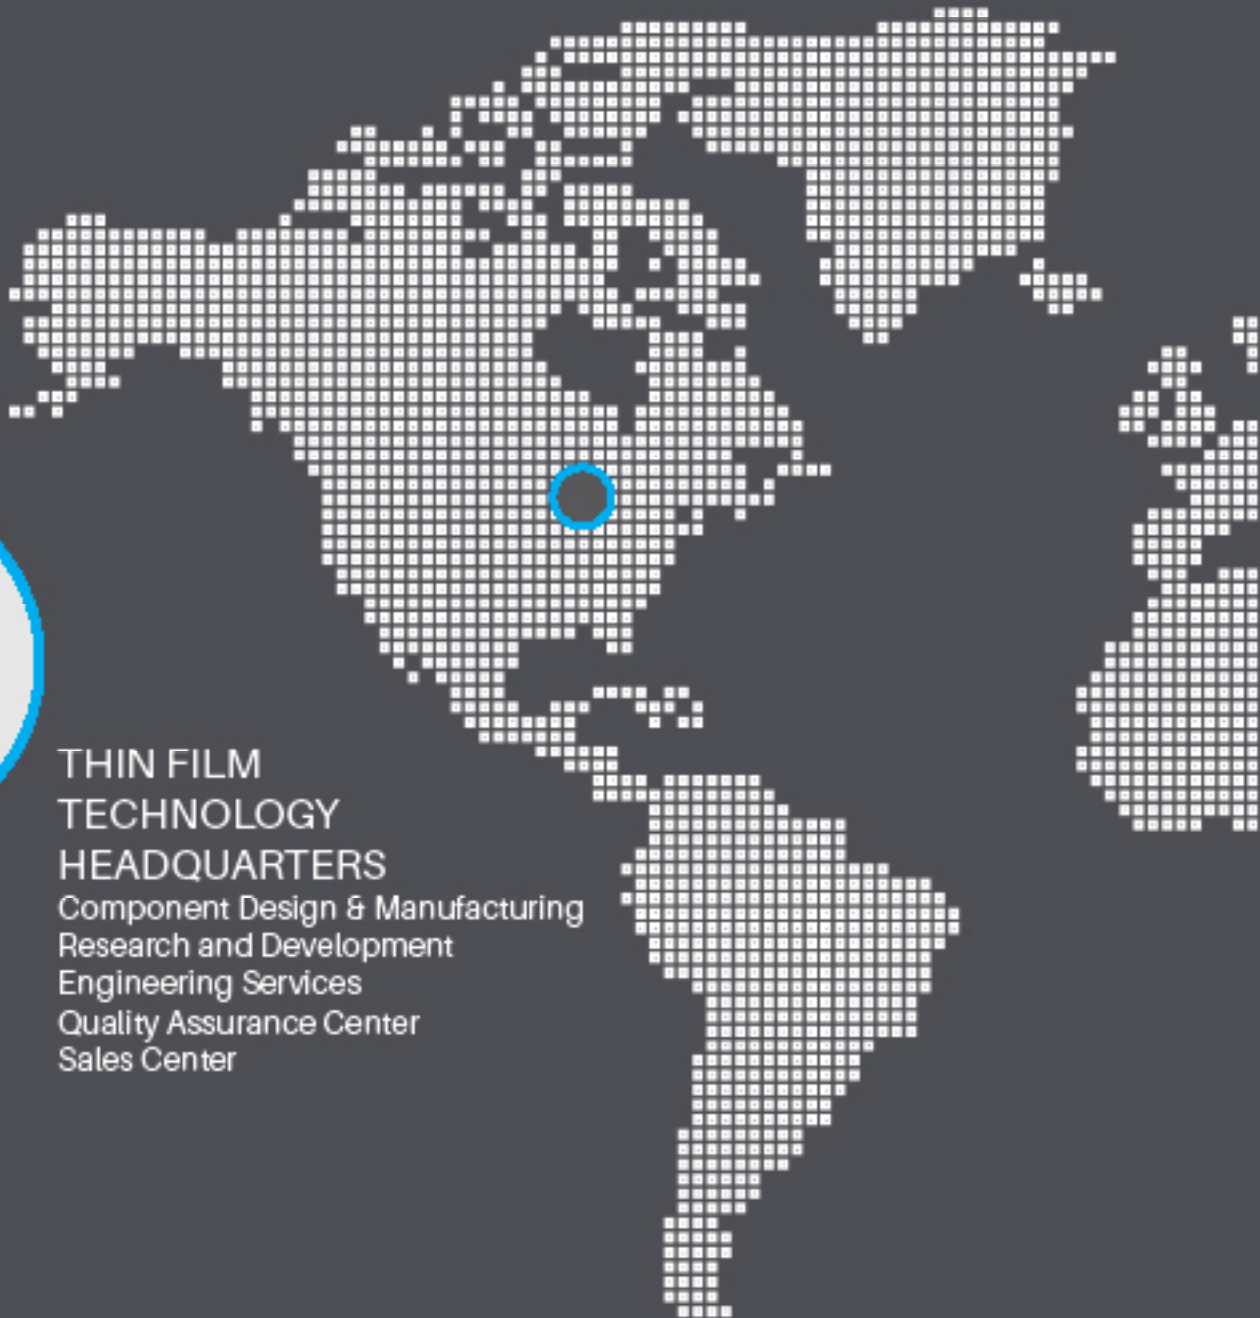 THIN FILM
TECHNOLOGY
HEADQUARTERS
Component Design & Manufacturing
Research and Development
Engineering Services
Quality Assurance Center
Sales Center